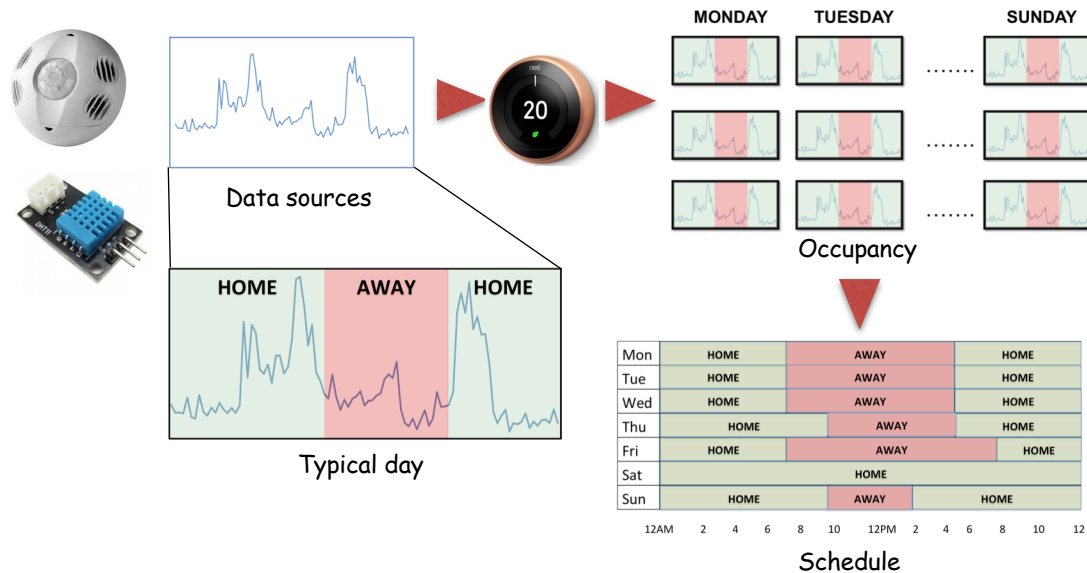 MONDAY TUESDAY SUNDAY
nest
20
.......
.......
.......
DHT11
Data sources
Occupancy
HOME AWAY HOME
Typical day
Mon HOME AWAY HOME
Tue HOME AWAY HOME
Wed HOME AWAY HOME
Thu HOME AWAY HOME
Fri HOME AWAY HOME
Sat HOME
Sun HOME AWAY HOME
12AM 2 4 6 8 10 12PM 2 4 6 8 10 12
Schedule